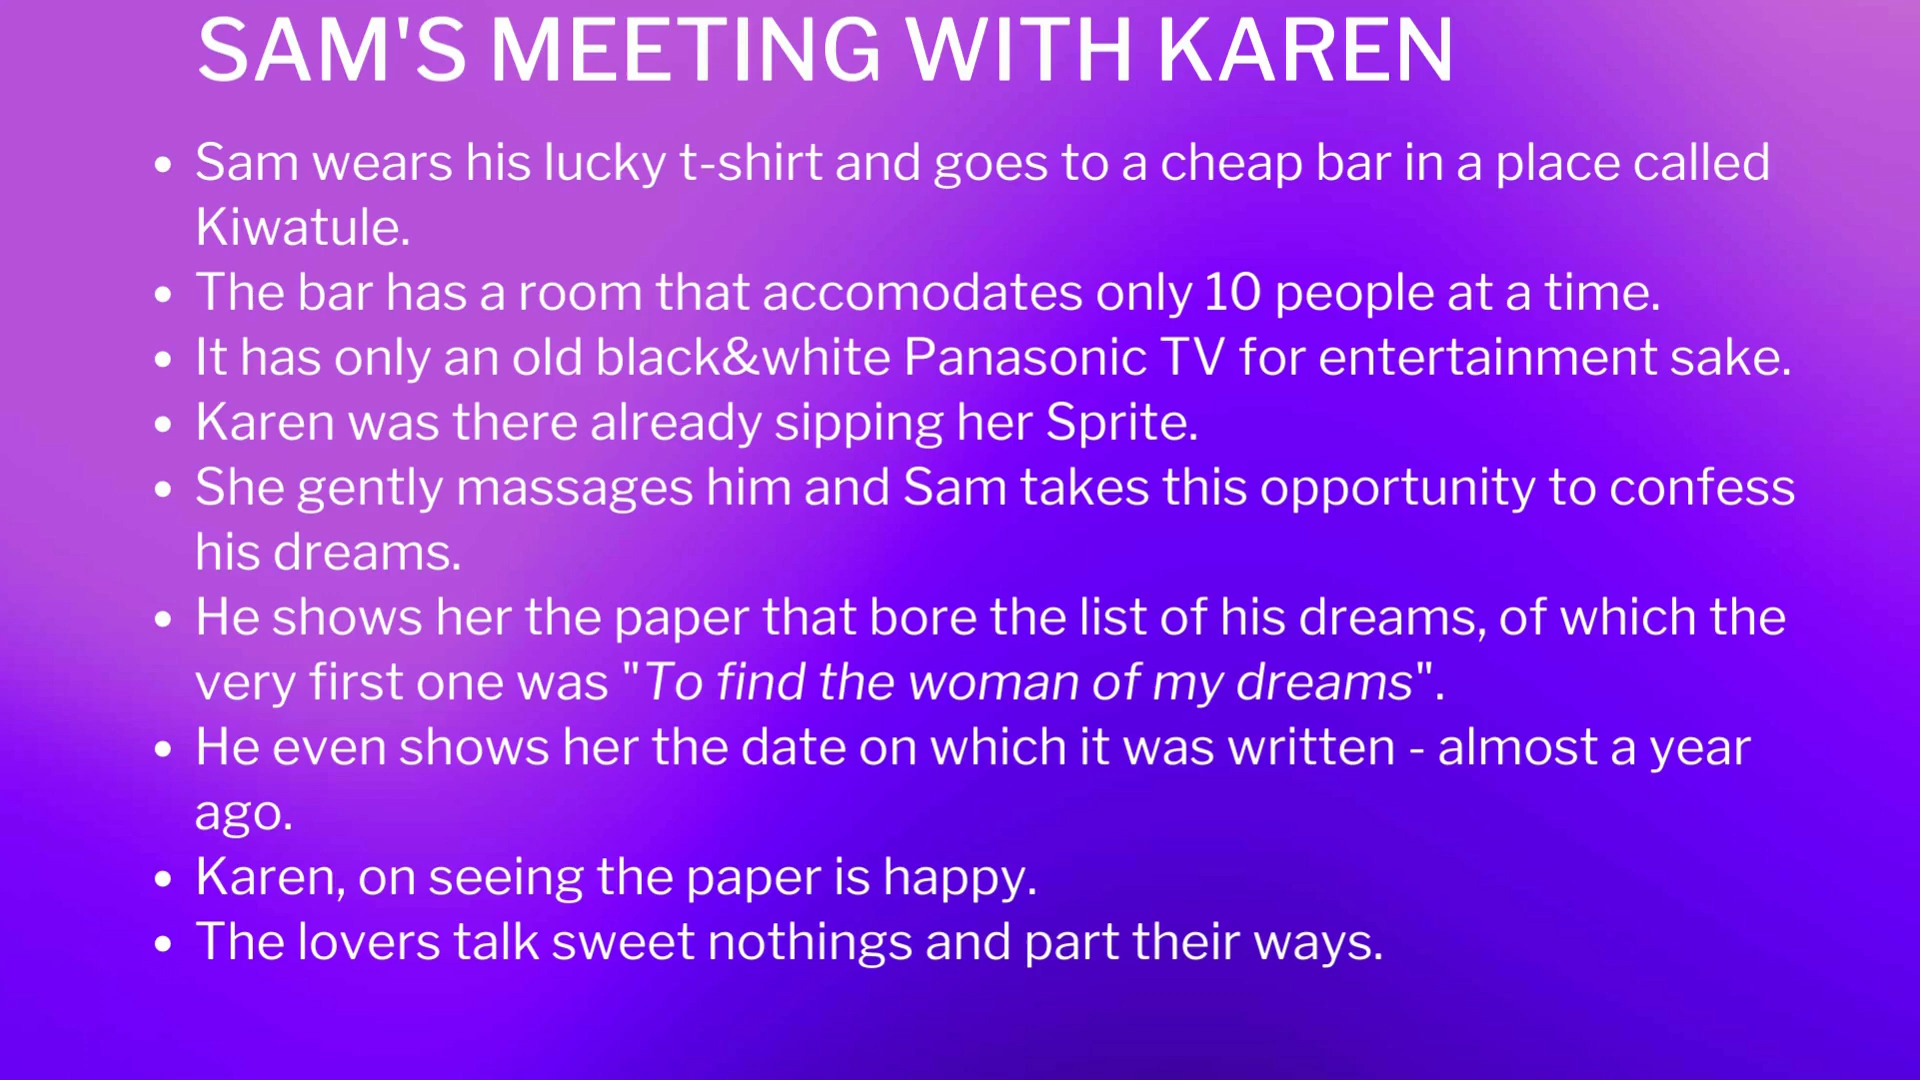 SAM'S MEETING WITH KAREN
• Sam wears his lucky t-shirt and goes to a cheap bar in a place called
Kiwatule.
• The bar has a room that accomodates only 10 people at a time.
• It has only an old black&white Panasonic TV for entertainment sake.
• Karen was there already sipping her Sprite.
• She gently massages him and Sam takes this opportunity to confess
his dreams.
• He shows her the paper that bore the list of his dreams, of which the
very first one was "To find the woman of my dreams".
• He even shows her the date on which it was written - almost a year
ago.
• Karen, on seeing the paper is happy.
• The lovers talk sweet nothings and part their ways.